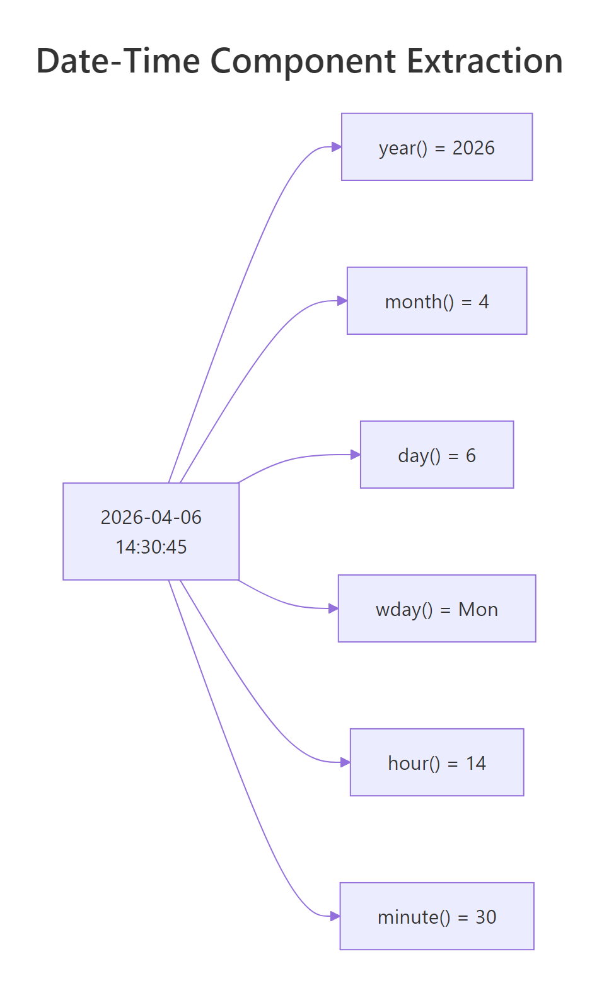 Date-Time Component Extraction
year() = 2026
month() = 4
day() = 6
2026-04-06
14:30:45
wday() = Mon
hour() = 14
minute() = 30